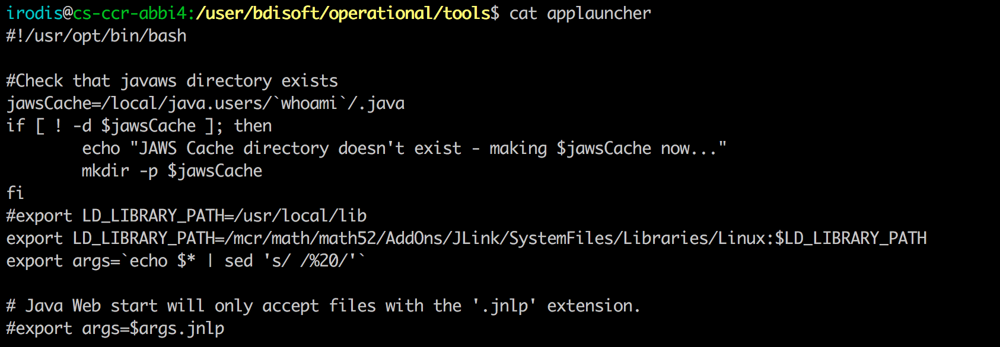 irodis@cs-ccr-abbi4:/user/bdisoft/operational/tools$ cat applauncher
#!/usr/opt/bin/bash
#Check that javaws directory exists
jawsCache=/local/java.users/`whoami`/.java
if [ ! -d $jawsCache ]; then
        echo "JAWS Cache directory doesn't exist - making $jawsCache now..."
        mkdir -p $jawsCache
fi
#export LD_LIBRARY_PATH=/usr/local/lib
export LD_LIBRARY_PATH=/mcr/math/math52/AddOns/JLink/SystemFiles/Libraries/Linux:$LD_LIBRARY_PATH
export args=`echo $* | sed 's/ /%20/'`
# Java Web start will only accept files with the '.jnlp' extension.
#export args=$args.jnlp